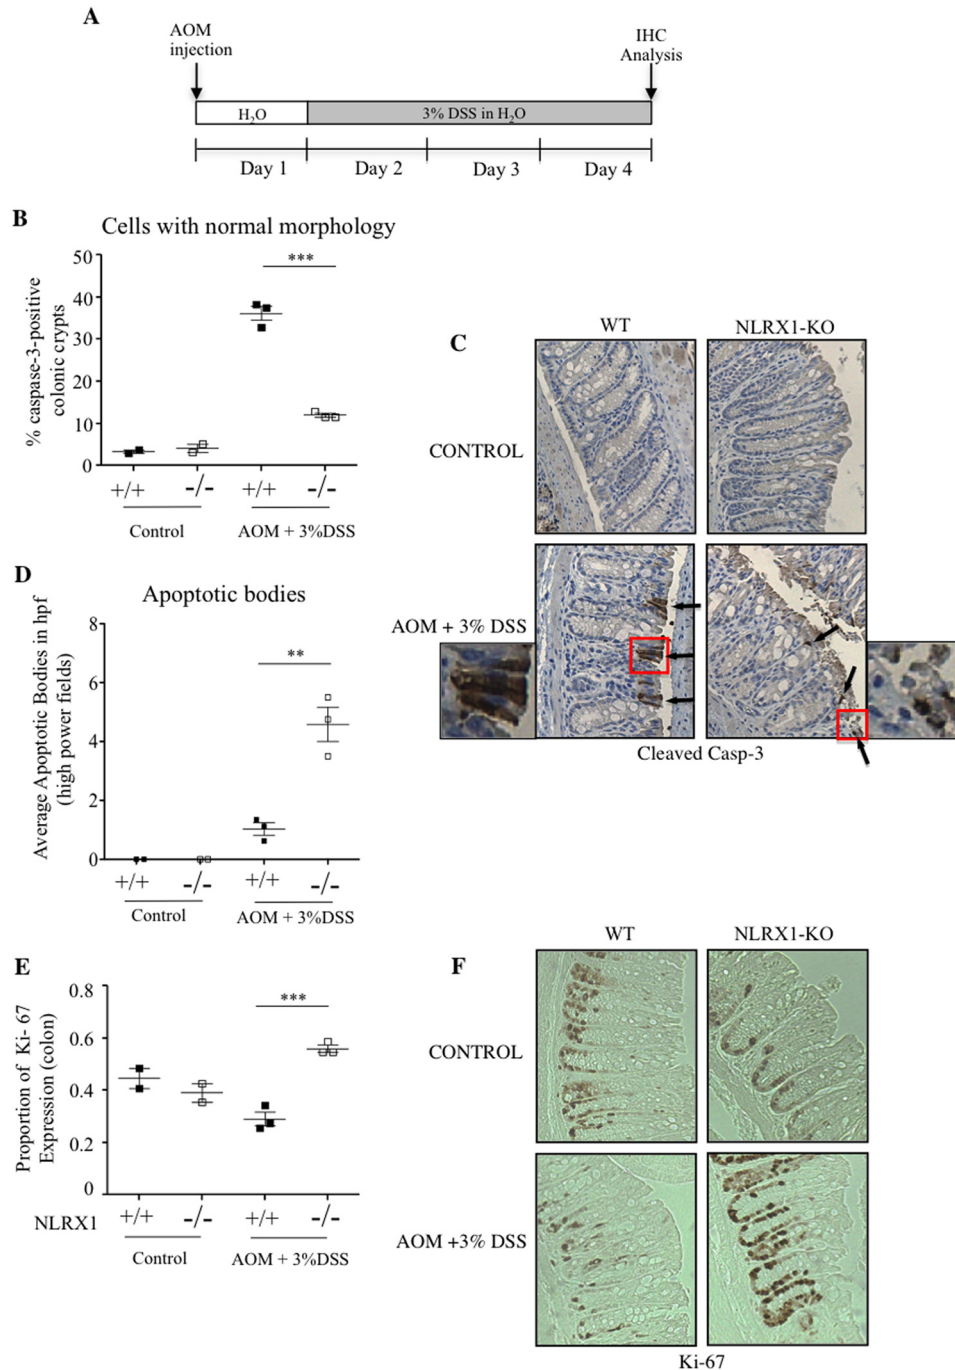 A
AOM
injection
IHC
Analysis
H2O
3% DSS in H2O
Day 1
Day 2
Day 3
Day 4
B
Cells with normal morphology
% caspase-3-positive
colonic crypts
50
40
30
20
10
0
***
+/+
-/-
+/+
-/-
Control
AOM + 3%DSS
C
WT
NLRX1-KO
CONTROL
AOM + 3% DSS
Cleaved Casp-3
D
Apoptotic bodies
Average Apoptotic Bodies in hpf
(high power fields)
8
6
4
2
0
**
+/+
-/-
+/+
-/-
Control
AOM + 3%DSS
E
Proportion of Ki- 67
Expression (colon)
0.8
0.6
0.4
0.2
0
***
NLRX1
+/+
-/-
+/+
-/-
Control
AOM + 3%DSS
F
WT
NLRX1-KO
CONTROL
AOM +3% DSS
Ki-67